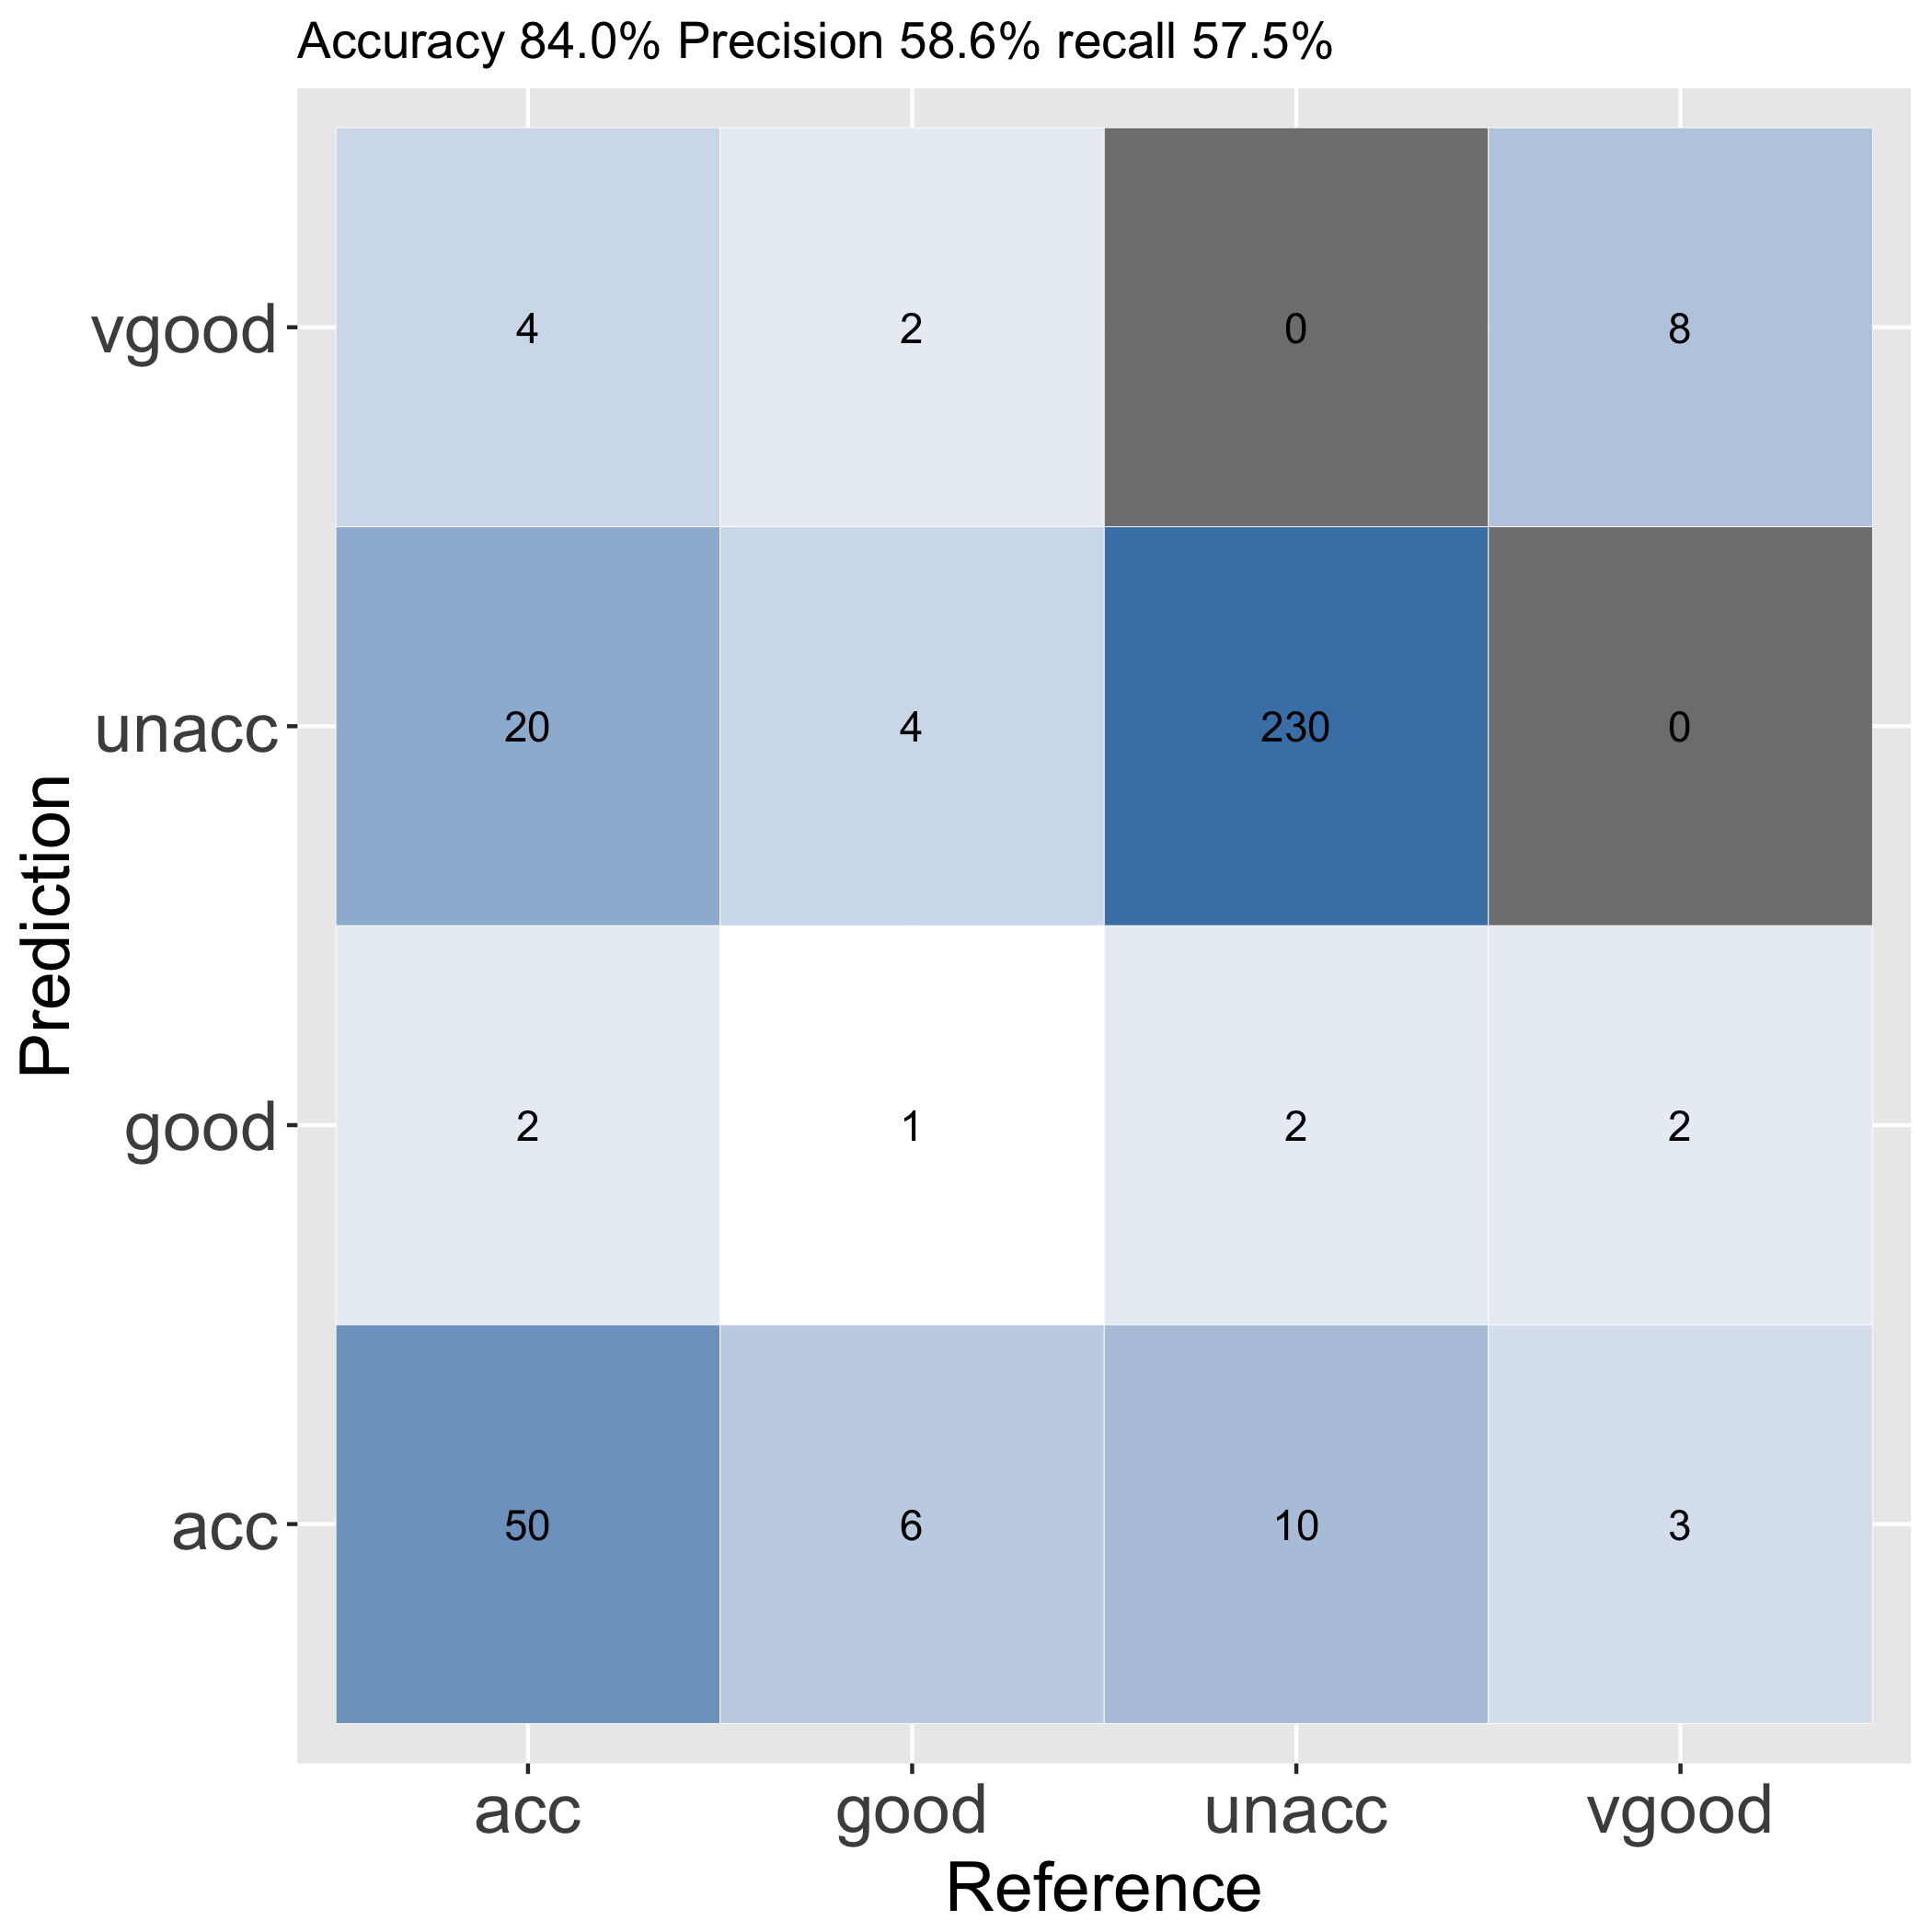 Accuracy 84.0% Precision 58.6% recall 57.5%
vgood 4 2 0 8
unacc 20 4 230 0
good 2 1 2 2
acc 50 6 10 3
acc good unacc vgood
Reference
Prediction